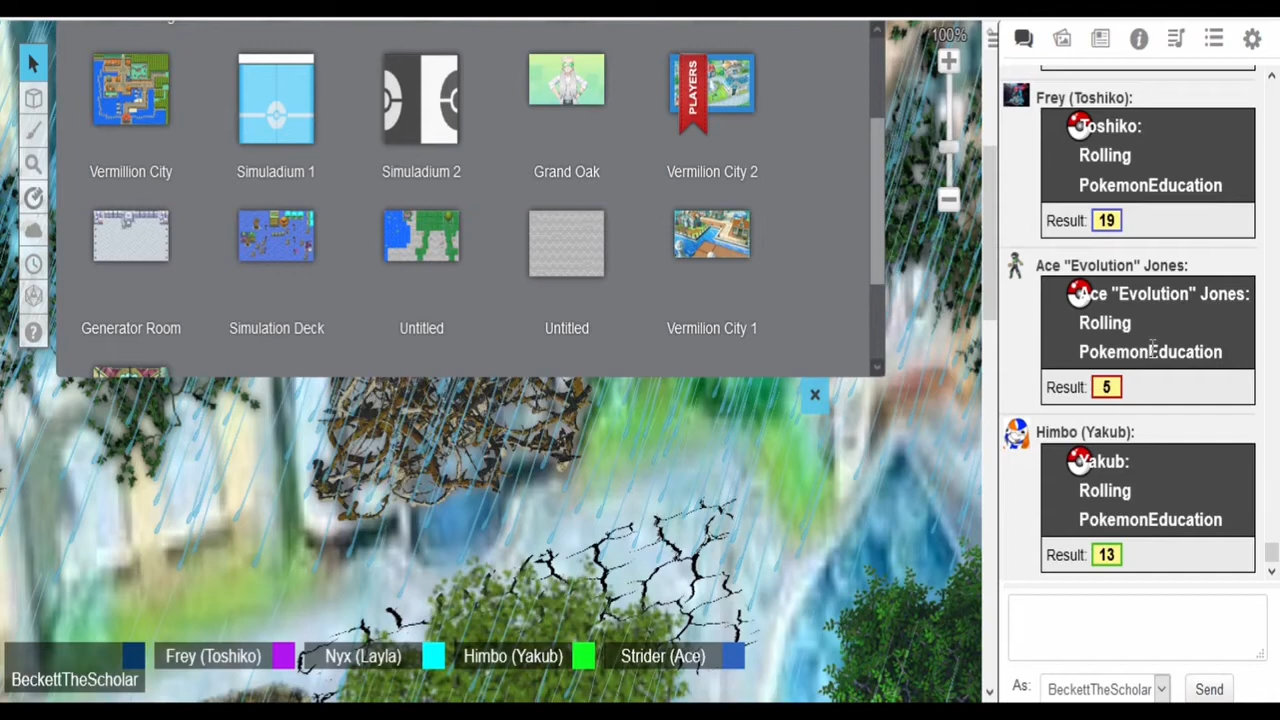 100%
PLAYERS
Vermillion City
Simuladium 1
Simuladium 2
Grand Oak
Vermilion City 2
Generator Room
Simulation Deck
Untitled
Untitled
Vermilion City 1
BeckettTheScholar
Frey (Toshiko)
Nyx (Layla)
Himbo (Yakub)
Strider (Ace)
Frey (Toshiko):
Toshiko:
Rolling
PokemonEducation
Result: 19
Ace "Evolution" Jones:
Ace "Evolution" Jones:
Rolling
PokemonEducation
Result: 5
Himbo (Yakub):
Yakub:
Rolling
PokemonEducation
Result: 13
As: BeckettTheScholar Send